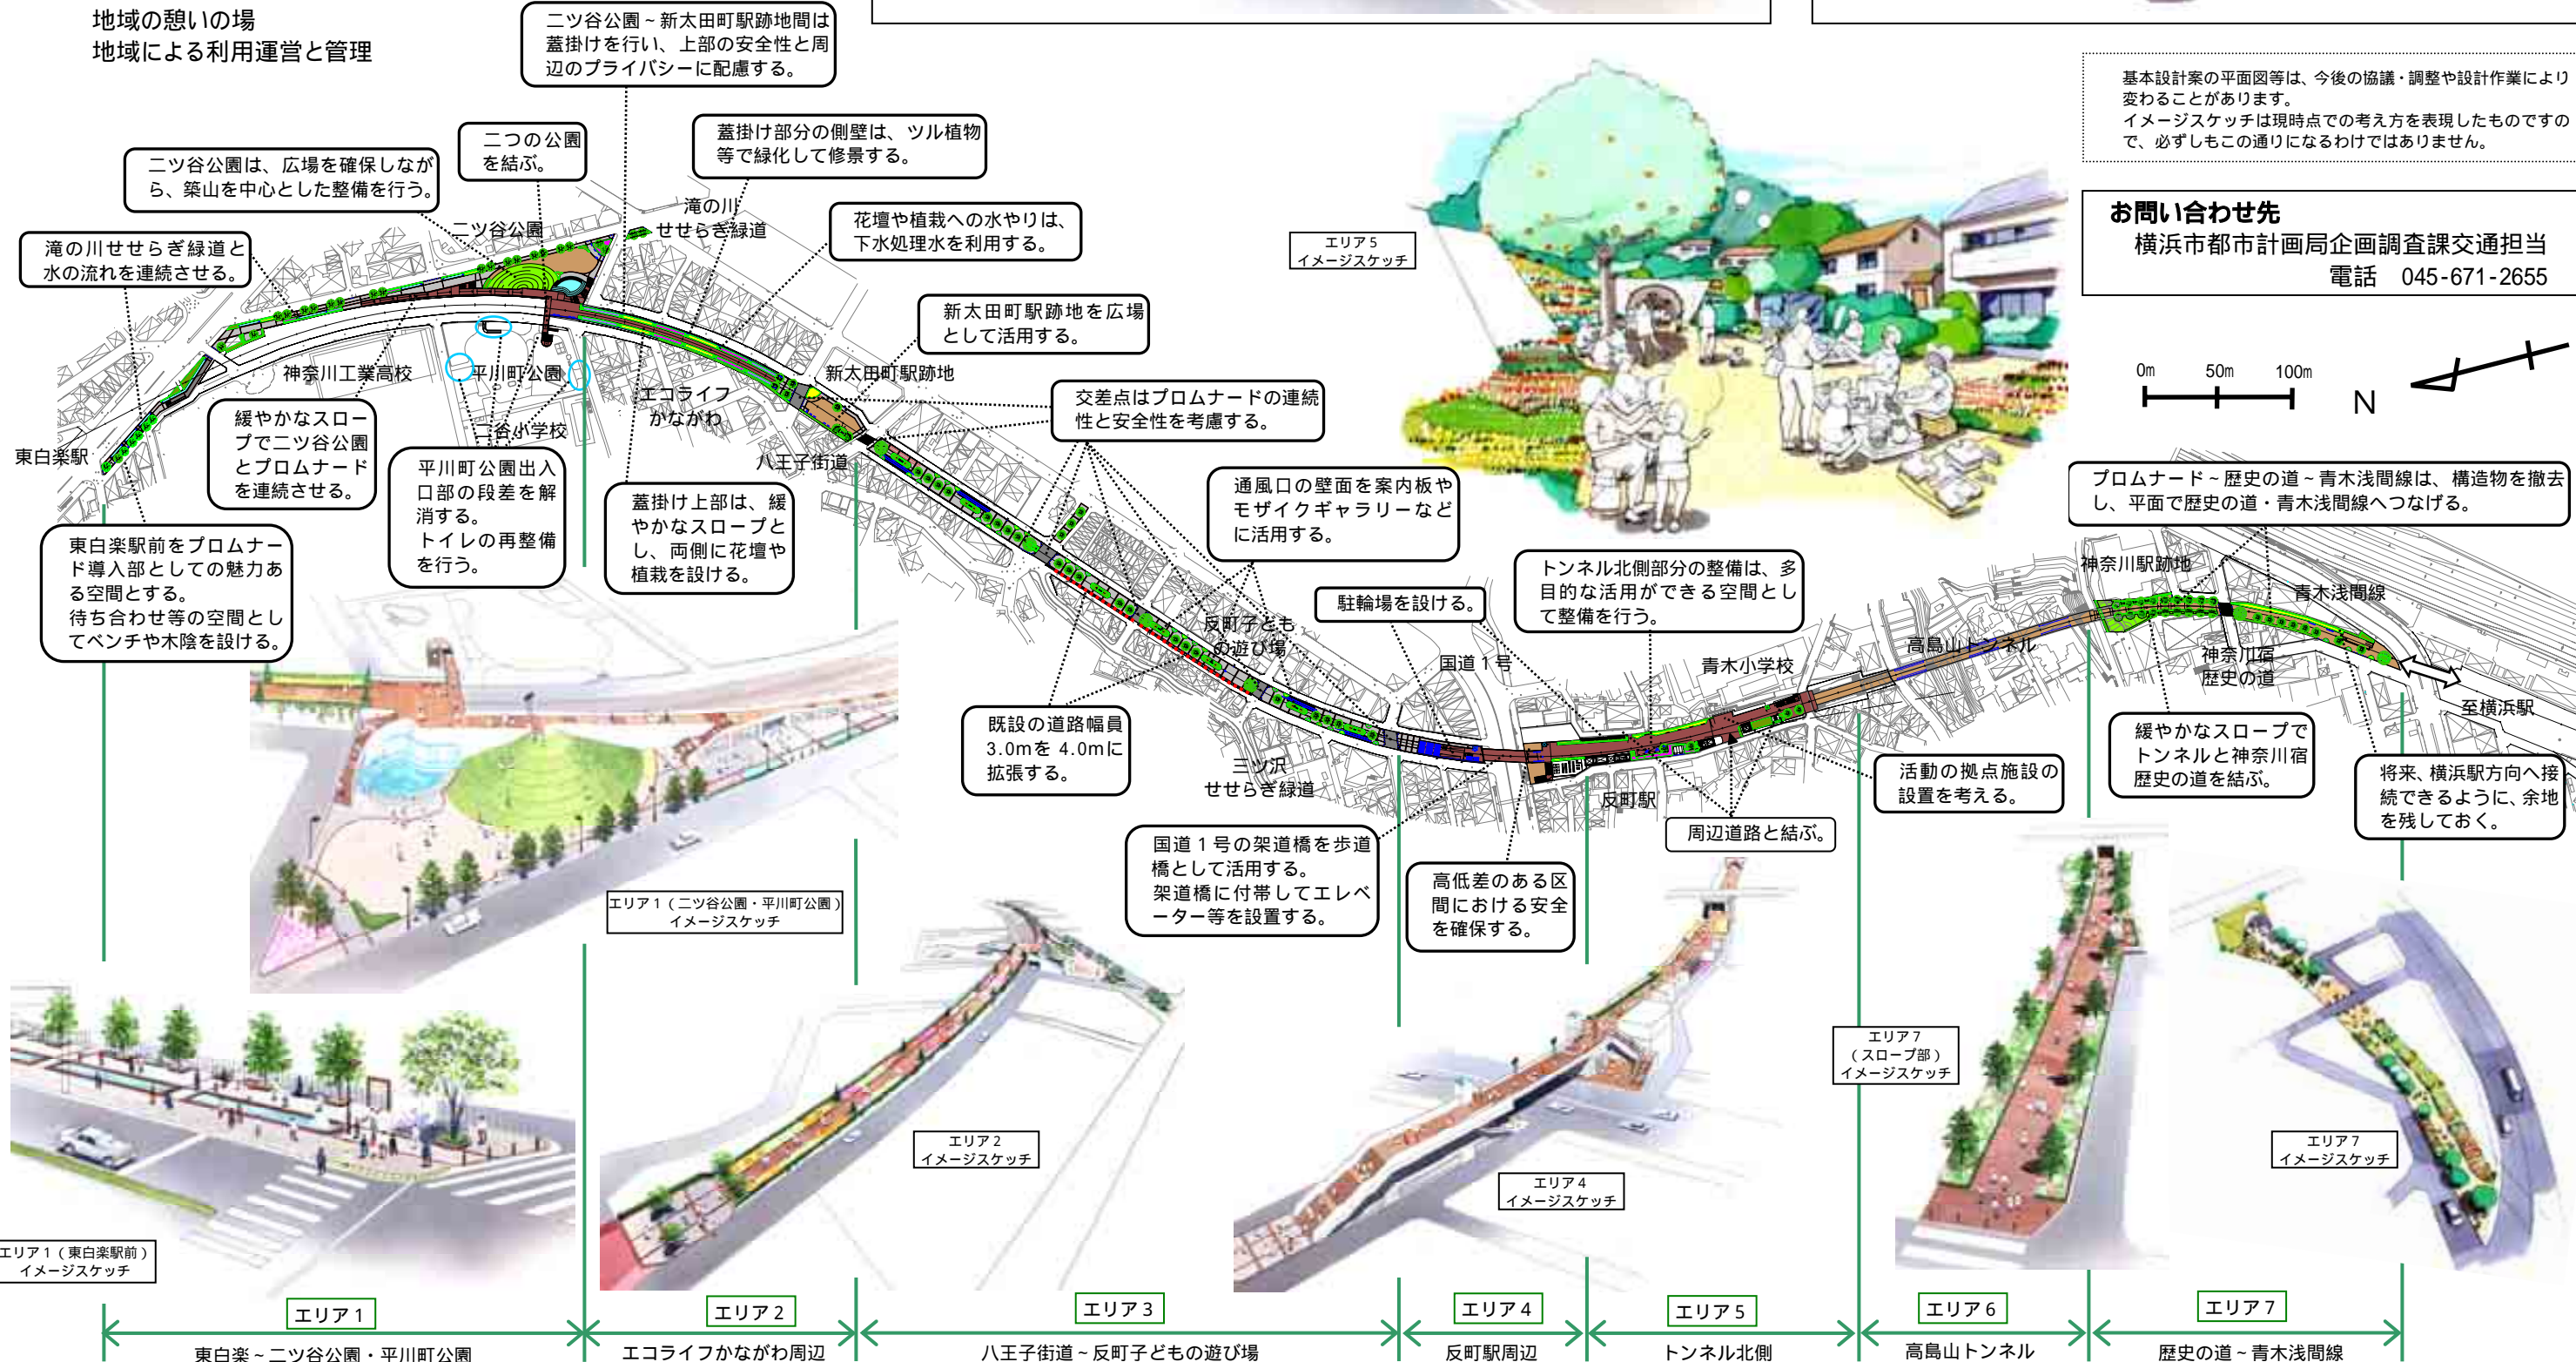 地域の憩いの場
地域による利用運営と管理
二ツ谷公園～新太田町駅跡地間は
蓋掛けを行い、上部の安全性と周
辺のプライバシーに配慮する。
基本設計案の平面図等は、今後の協議・調整や設計作業により
変わることがあります。
イメージスケッチは現時点での考え方を表現したものですの
で、必ずしもこの通りになるわけではありません。
二つの公園
を結ぶ。
蓋掛け部分の側壁は、ツル植物
等で緑化して修景する。
二ツ谷公園は、広場を確保しなが
ら、築山を中心とした整備を行う。
滝の川
せせらぎ緑道
二ツ谷公園
花壇や植栽への水やりは、
下水処理水を利用する。
お問い合わせ先
横浜市都市計画局企画調査課交通担当
電話 045-671-2655
滝の川せせらぎ緑道と
水の流れを連続させる。
エリア５
イメージスケッチ
新太田町駅跡地を広場
として活用する。
0m 50m 100m
N
神奈川工業高校
平川町公園
新太田町駅跡地
エコライフ
かながわ
交差点はプロムナードの連続
性と安全性を考慮する。
緩やかなスロー
プで二ツ谷公園
とプロムナード
を連続させる。
二谷小学校
東白楽駅
八王子街道
平川町公園出入
口部の段差を解
消する。
トイレの再整備
を行う。
蓋掛け上部は、緩
やかなスロープと
し、両側に花壇や
植栽を設ける。
通風口の壁面を案内板や
モザイクギャラリーなど
に活用する。
プロムナード～歴史の道～青木浅間線は、構造物を撤去
し、平面で歴史の道・青木浅間線へつなげる。
東白楽駅前をプロムナー
ド導入部としての魅力あ
る空間とする。
待ち合わせ等の空間とし
てベンチや木陰を設ける。
トンネル北側部分の整備は、多
目的な活用ができる空間とし
て整備を行う。
駐輪場を設ける。
神奈川駅跡地
青木浅間線
反町子ども
の遊び場
国道１号
青木小学校
高島山トンネル
神奈川宿
歴史の道
至横浜駅
既設の道路幅員
3.0mを 4.0mに
拡張する。
三ツ沢
せせらぎ緑道
反町駅
活動の拠点施設の
設置を考える。
緩やかなスロープで
トンネルと神奈川宿
歴史の道を結ぶ。
将来、横浜駅方向へ接
続できるように、余地
を残しておく。
周辺道路と結ぶ。
国道１号の架道橋を歩道
橋として活用する。
架道橋に付帯してエレベ
ーター等を設置する。
高低差のある区
間における安全
を確保する。
エリア１（二ツ谷公園・平川町公園）
イメージスケッチ
エリア７
（スロープ部）
イメージスケッチ
エリア２
イメージスケッチ
エリア４
イメージスケッチ
エリア７
イメージスケッチ
エリア１（東白楽駅前）
イメージスケッチ
エリア１
エリア２
エリア３
エリア４
エリア５
エリア６
エリア７
東白楽～二ツ谷公園・平川町公園
エコライフかながわ周辺
八王子街道～反町子どもの遊び場
反町駅周辺
トンネル北側
高島山トンネル
歴史の道～青木浅間線